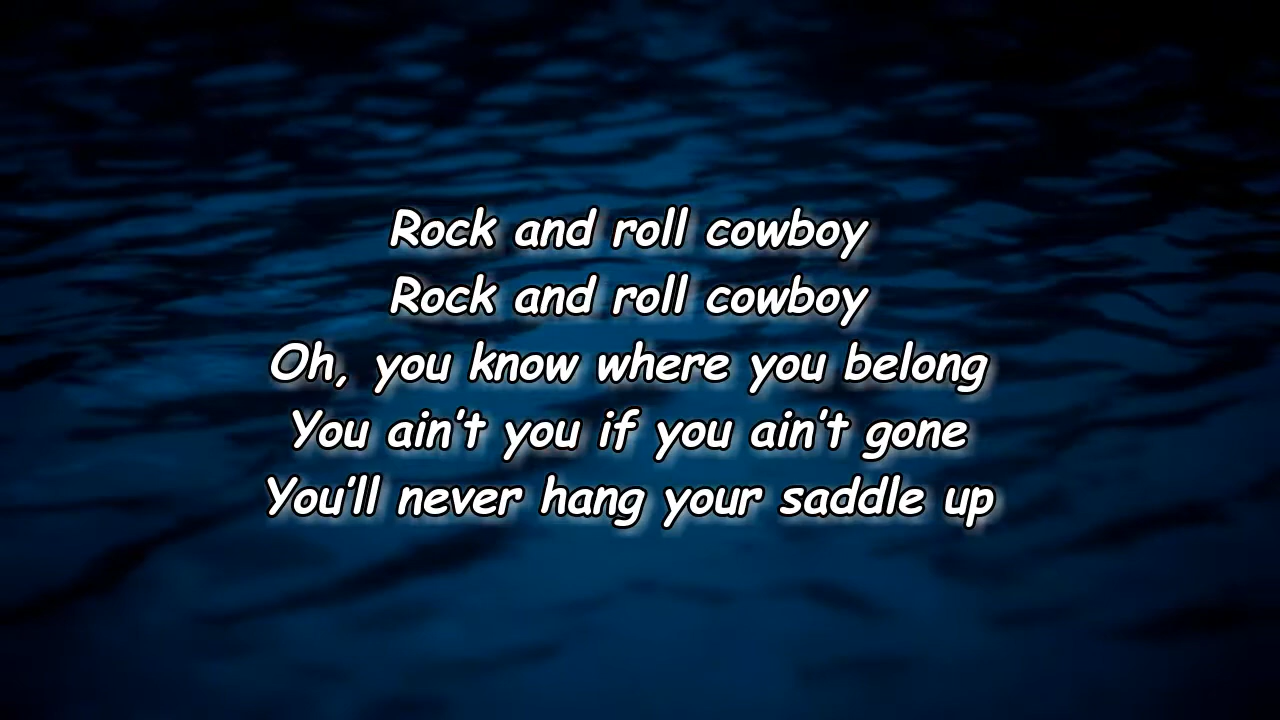 Rock and roll cowboy
Rock and roll cowboy
Oh, you know where you belong
You ain't you if you ain't gone
You'll never hang your saddle up